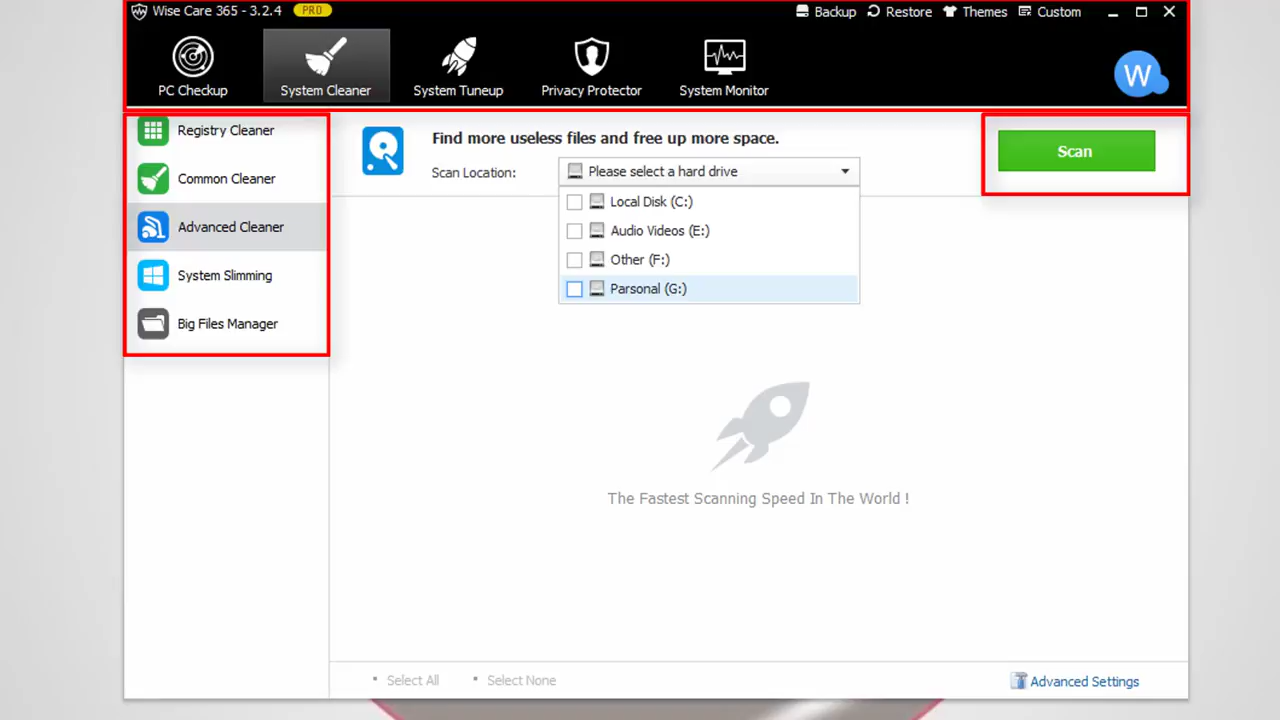 Wise Care 365 - 3.2.4 PRO Backup Restore Themes Custom
PC Checkup System Cleaner System Tuneup Privacy Protector System Monitor
W
Registry Cleaner
Common Cleaner
Advanced Cleaner
System Slimming
Big Files Manager
Find more useless files and free up more space.
Scan Location: Please select a hard drive
Local Disk (C:)
Audio Videos (E:)
Other (F:)
Parsonal (G:)
Scan
The Fastest Scanning Speed In The World !
Select All Select None Advanced Settings